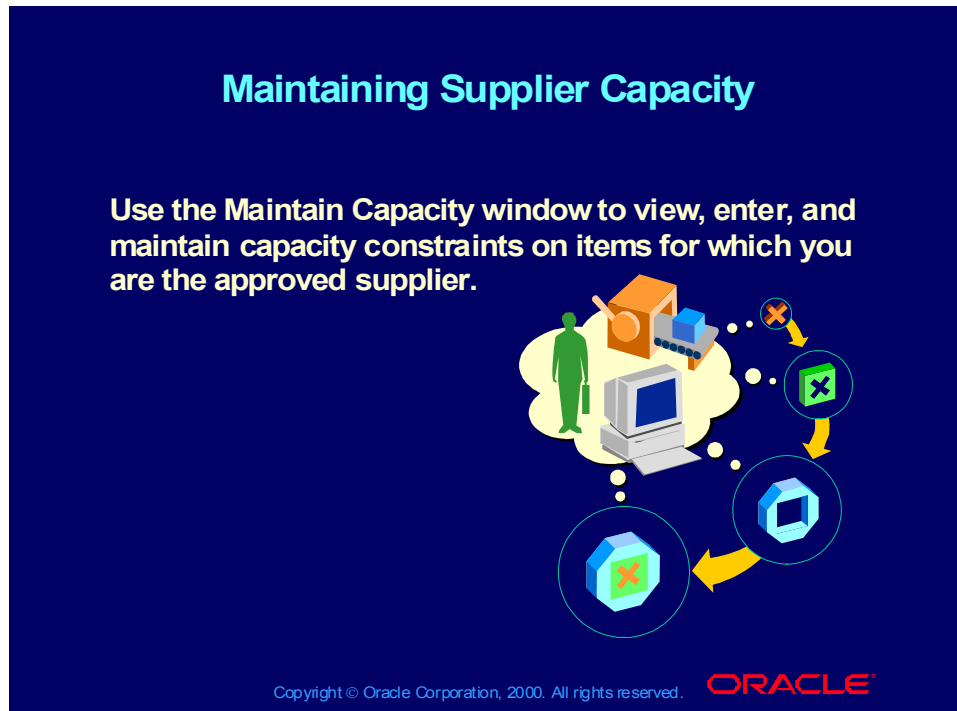 Maintaining Supplier Capacity
Use the Maintain Capacity window to view, enter, and
maintain capacity constraints on items for which you
are the approved supplier.
Copyright © Oracle Corporation, 2000. All rights reserved.
ORACLE®